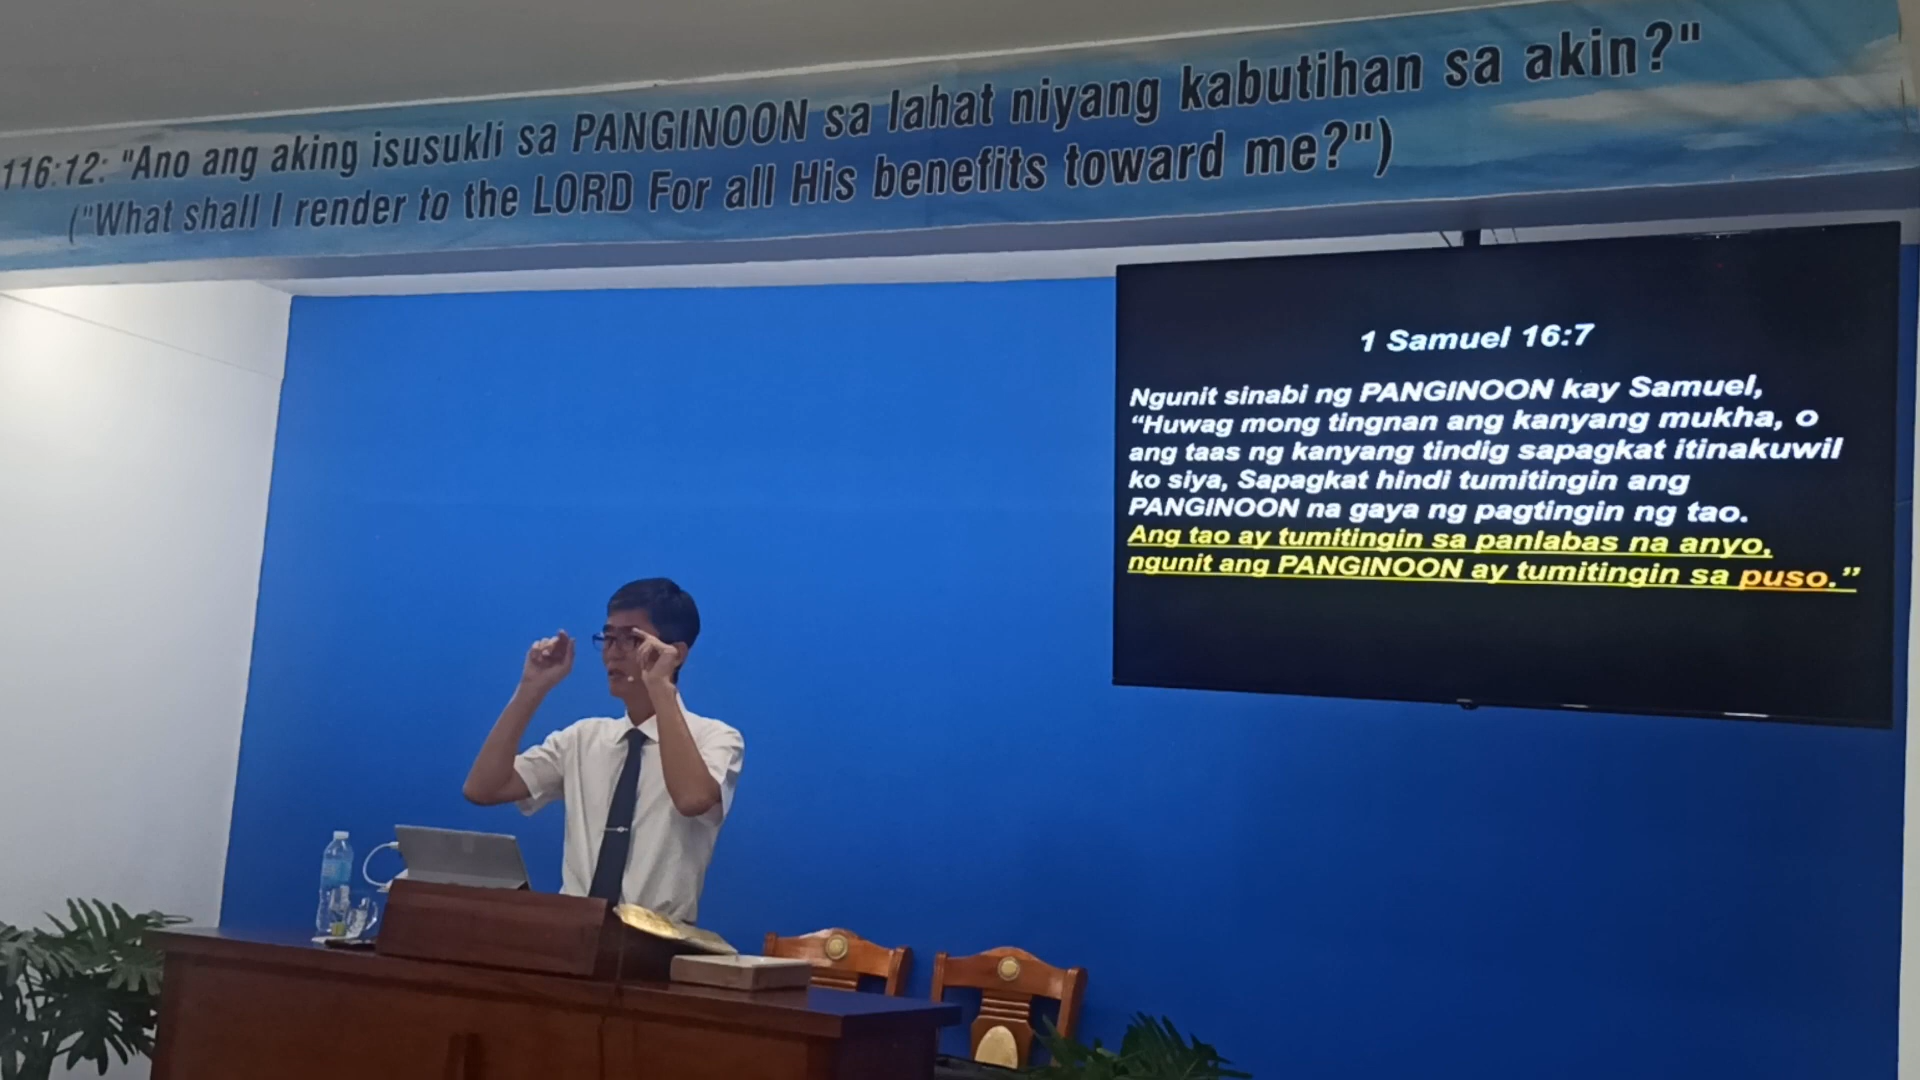 116:12: "Ano ang aking isusukli sa PANGINOON sa lahat niyang kabutihan sa akin?"
("What shall I render to the LORD For all His benefits toward me?")
1 Samuel 16:7
Ngunit sinabi ng PANGINOON kay Samuel,
“Huwag mong tingnan ang kanyang mukha, o
ang taas ng kanyang tindig sapagkat itinakuwil
ko siya, Sapagkat hindi tumitingin ang
PANGINOON na gaya ng pagtingin ng tao.
Ang tao ay tumitingin sa panlabas na anyo,
ngunit ang PANGINOON ay tumitingin sa puso.”